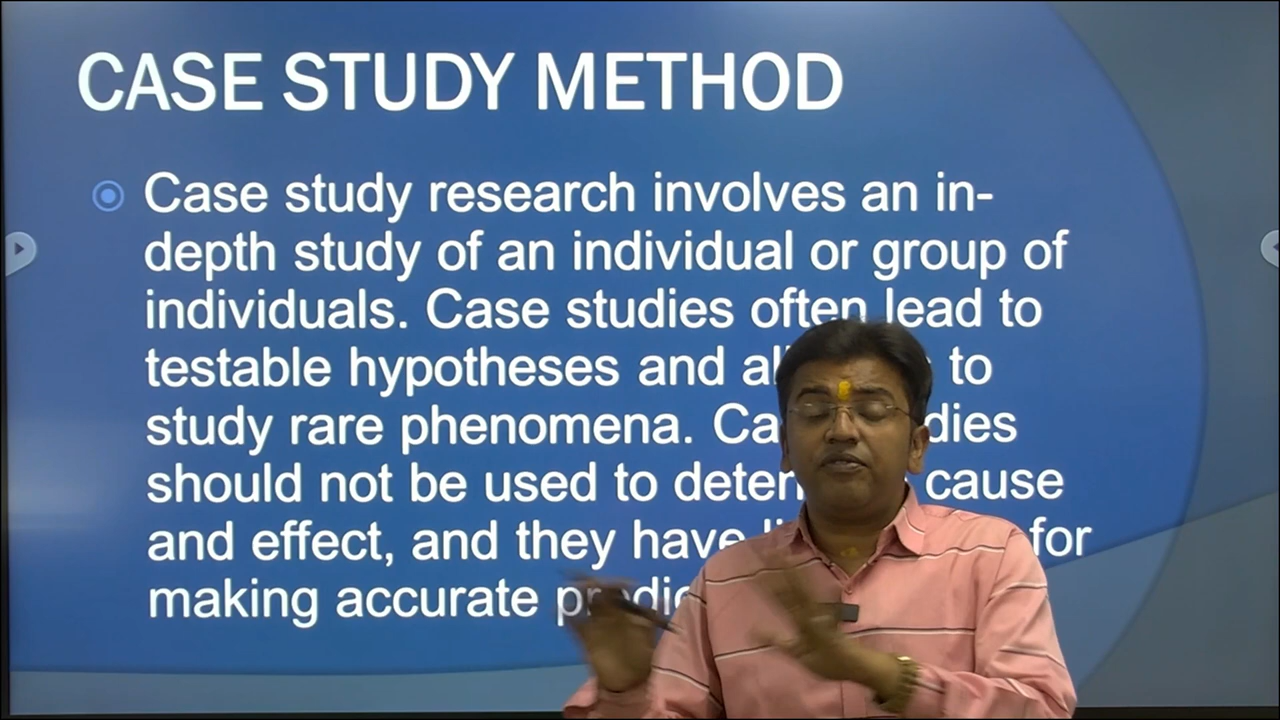 CASE STUDY METHOD
Case study research involves an in-
depth study of an individual or group of
individuals. Case studies often lead to
testable hypotheses and to
study rare phenomena.
should not be used to cause
and effect, and they have for
making accurate